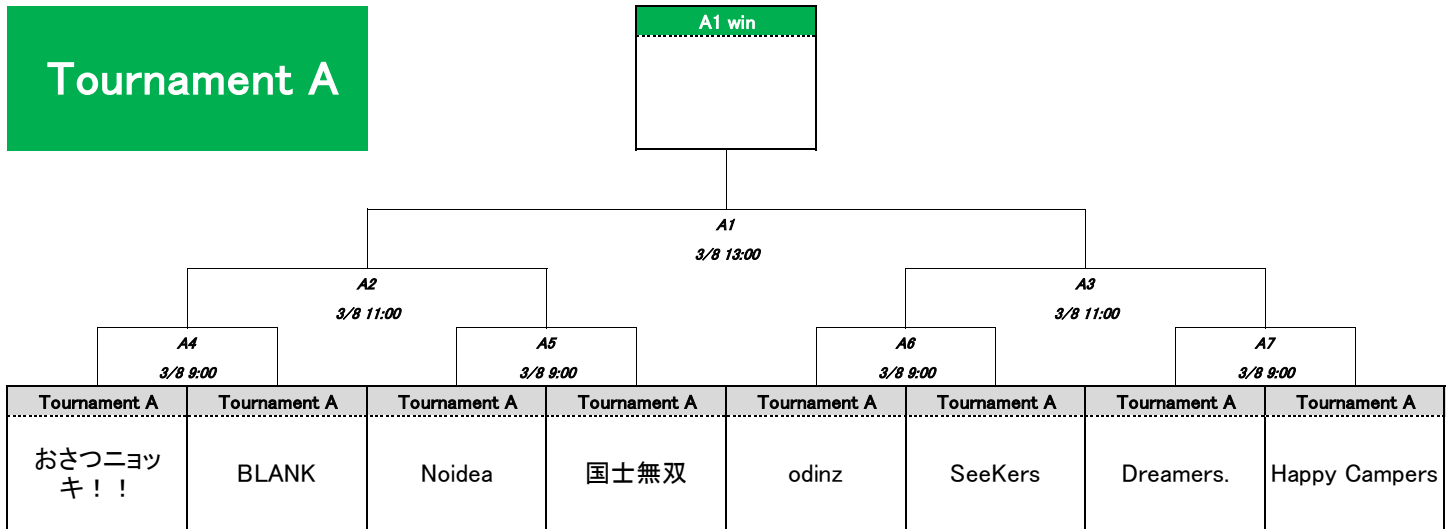 A1 win
Tournament A
A1
3/8 13:00
A2
A3
3/8 11:00
3/8 11:00
A4
A5
A6
A7
3/8 9:00
3/8 9:00
3/8 9:00
3/8 9:00
Tournament A
Tournament A
Tournament A
Tournament A
Tournament A
Tournament A
Tournament A
Tournament A
おさつニョッ
キ！！
BLANK
Noidea
国士無双
odinz
SeeKers
Dreamers.
Happy Campers